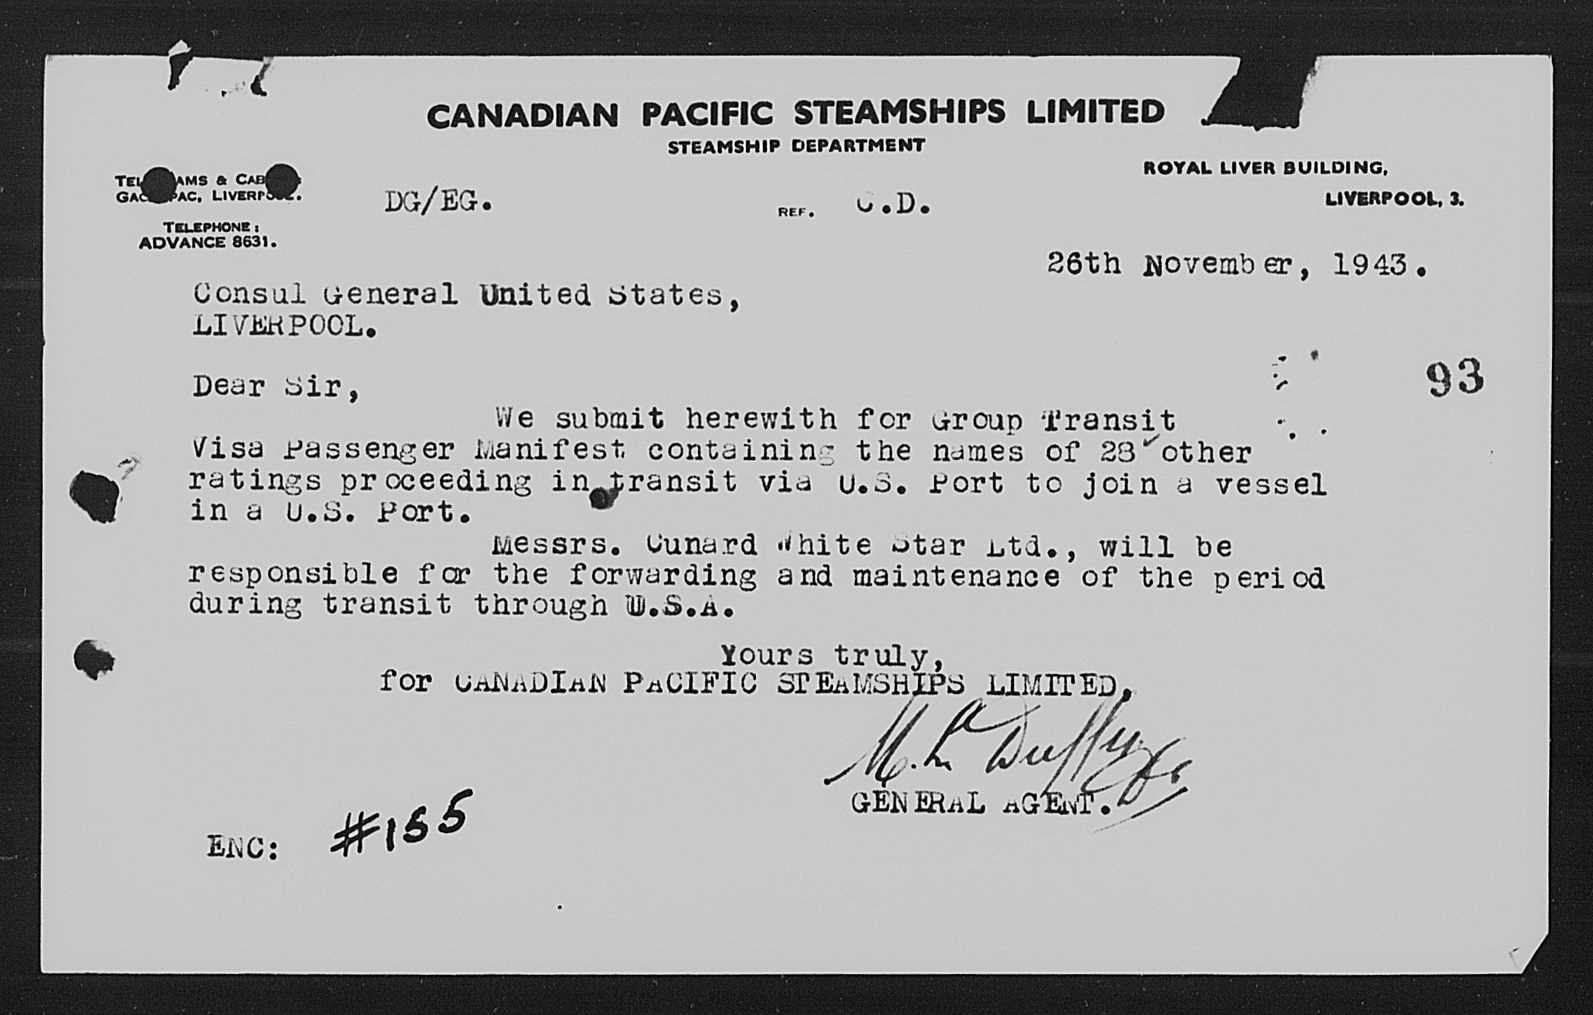 CANADIAN PACIFIC STEAMSHIPS LIMITED
STEAMSHIP DEPARTMENT
ROYAL LIVER BUILDING,
LIVERPOOL, 3.
TELEPHONE:
ADVANCE 8631.
DG/EG.
REF. C.D.
26th November, 1943.
Consul General United States,
LIVERPOOL.
93
Dear Sir,
We submit herewith for Group Transit
Visa Passenger Manifest containing the names of 28 other
ratings proceeding in transit via U.S. Port to join a vessel
in a U.S. Port.
Messrs. Cunard White Star Ltd., will be
responsible for the forwarding and maintenance of the period
during transit through U.S.A.
Yours truly,
for CANADIAN PACIFIC STEAMSHIPS LIMITED,
GENERAL AGENT.
ENC: #155